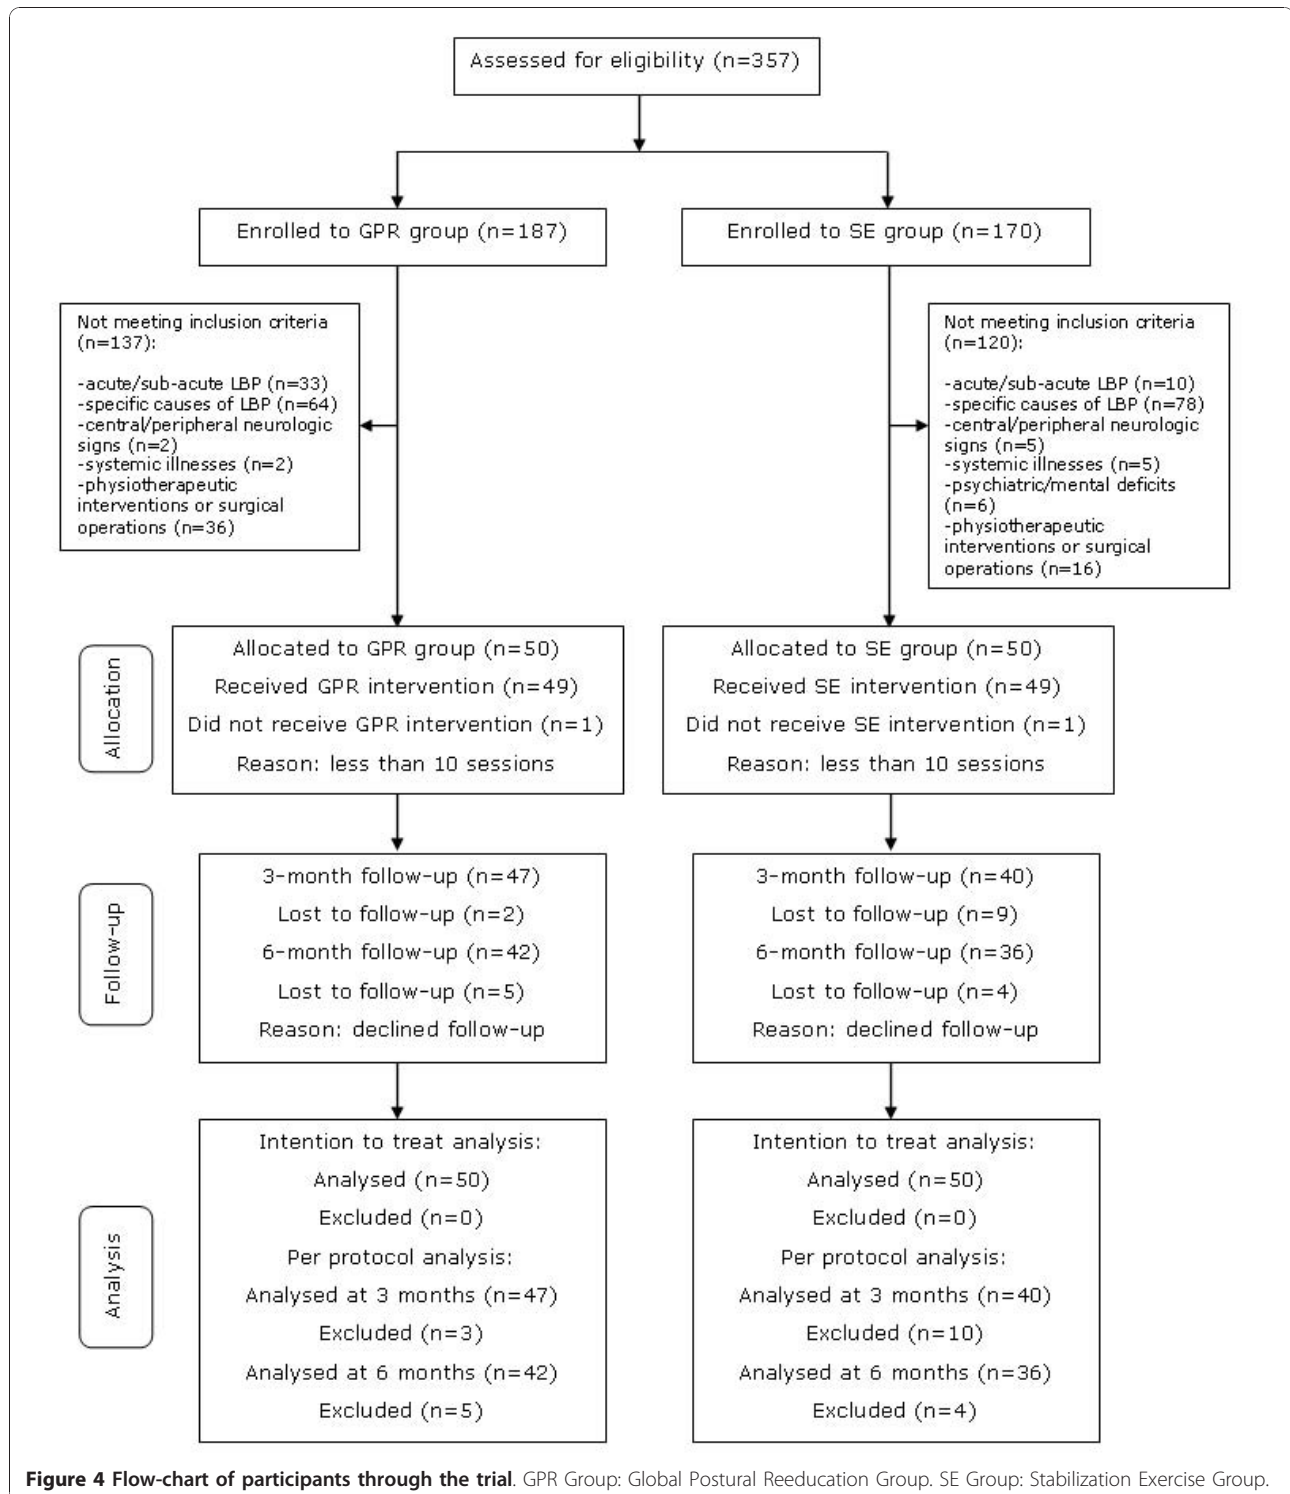 Assessed for eligibility (n=357)
Enrolled to GPR group (n=187)
Enrolled to SE group (n=170)
Not meeting inclusion criteria
(n=137):
-acute/sub-acute LBP (n=33)
-specific causes of LBP (n=64)
-central/peripheral neurologic
signs (n=2)
-systemic illnesses (n=2)
-physiotherapeutic
interventions or surgical
operations (n=36)
Not meeting inclusion criteria
(n=120):
-acute/sub-acute LBP (n=10)
-specific causes of LBP (n=78)
-central/peripheral neurologic
signs (n=5)
-systemic illnesses (n=5)
-psychiatric/mental deficits
(n=6)
-physiotherapeutic
interventions or surgical
operations (n=16)
Allocation
Allocated to GPR group (n=50)
Received GPR intervention (n=49)
Did not receive GPR intervention (n=1)
Reason: less than 10 sessions
Allocated to SE group (n=50)
Received SE intervention (n=49)
Did not receive SE intervention (n=1)
Reason: less than 10 sessions
Follow-up
3-month follow-up (n=47)
Lost to follow-up (n=2)
6-month follow-up (n=42)
Lost to follow-up (n=5)
Reason: declined follow-up
3-month follow-up (n=40)
Lost to follow-up (n=9)
6-month follow-up (n=36)
Lost to follow-up (n=4)
Reason: declined follow-up
Analysis
Intention to treat analysis:
Analysed (n=50)
Excluded (n=0)
Per protocol analysis:
Analysed at 3 months (n=47)
Excluded (n=3)
Analysed at 6 months (n=42)
Excluded (n=5)
Intention to treat analysis:
Analysed (n=50)
Excluded (n=0)
Per protocol analysis:
Analysed at 3 months (n=40)
Excluded (n=10)
Analysed at 6 months (n=36)
Excluded (n=4)
Figure 4 Flow-chart of participants through the trial. GPR Group: Global Postural Reeducation Group. SE Group: Stabilization Exercise Group.